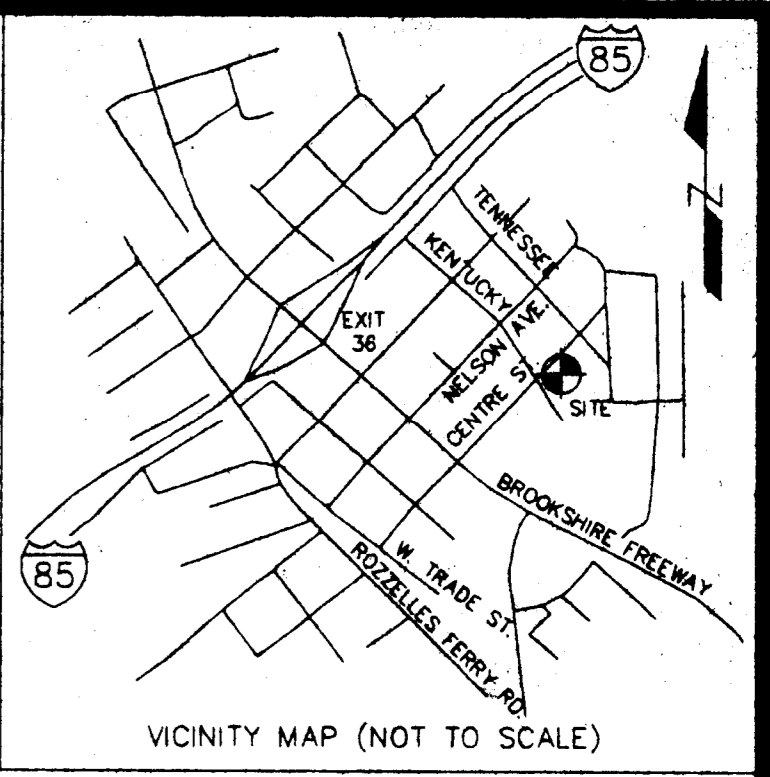 85
N
TENNESSEE
KENTUCKY
EXIT
36
NELSON AVE.
CENTRE ST.
SITE
BROOKSHIRE FREEWAY
85
W. TRADE ST.
ROZZELLES FERRY RD.
VICINITY MAP (NOT TO SCALE)